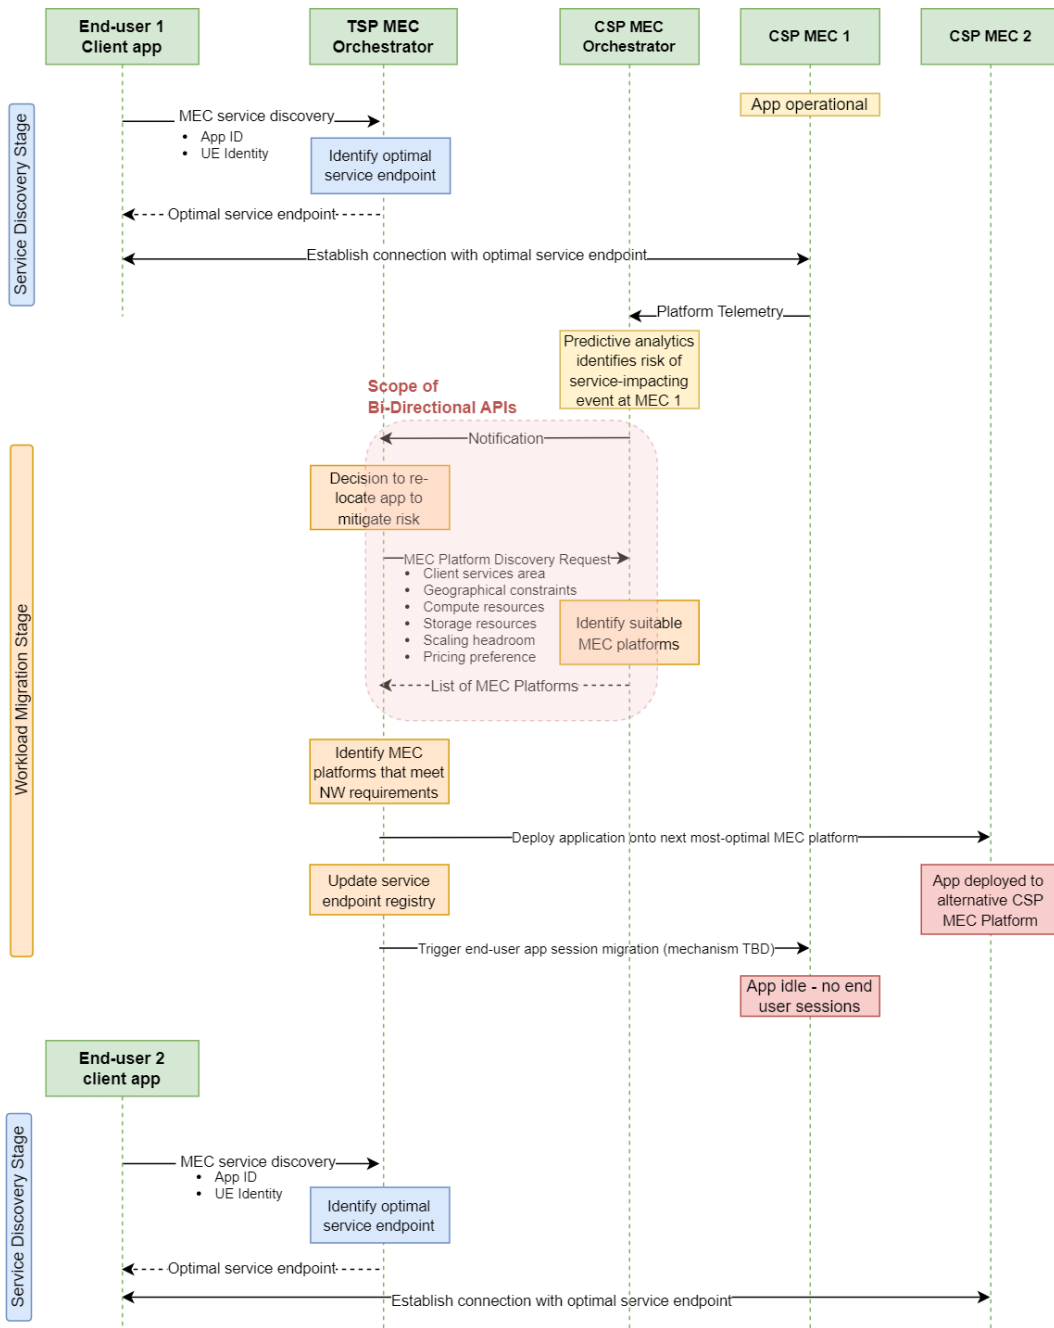 End-user 1
Client app
TSP MEC
Orchestrator
CSP MEC
Orchestrator
CSP MEC 1
CSP MEC 2
Service Discovery Stage
App operational
MEC service discovery
• App ID
• UE Identity
Identify optimal
service endpoint
Optimal service endpoint
Establish connection with optimal service endpoint
Platform Telemetry
Predictive analytics
identifies risk of
service-impacting
event at MEC 1
Scope of
Bi-Directional APIs
Workload Migration Stage
Notification
Decision to re-
locate app to
mitigate risk
MEC Platform Discovery Request
• Client services area
• Geographical constraints
• Compute resources
• Storage resources
• Scaling headroom
• Pricing preference
Identify suitable
MEC platforms
List of MEC Platforms
Identify MEC
platforms that meet
NW requirements
Deploy application onto next most-optimal MEC platform
Update service
endpoint registry
App deployed to
alternative CSP
MEC Platform
Trigger end-user app session migration (mechanism TBD)
App idle - no end
user sessions
End-user 2
client app
Service Discovery Stage
MEC service discovery
• App ID
• UE Identity
Identify optimal
service endpoint
Optimal service endpoint
Establish connection with optimal service endpoint